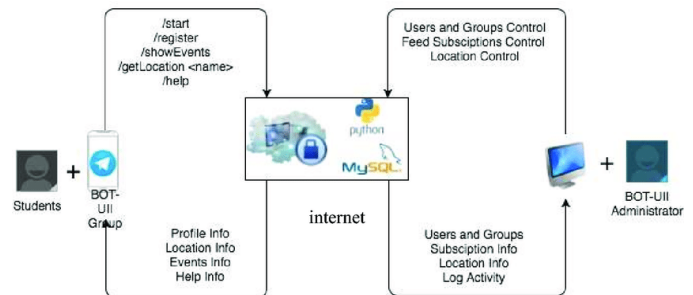 /start
/register
/showEvents
/getLocation <name>
/help
Users and Groups Control
Feed Subsciptions Control
Location Control
python
MySQL
Students
BOT-
UII
Group
internet
BOT-UII
Administrator
Profile Info
Location Info
Events Info
Help Info
Users and Groups
Subsciption Info
Location Info
Log Activity